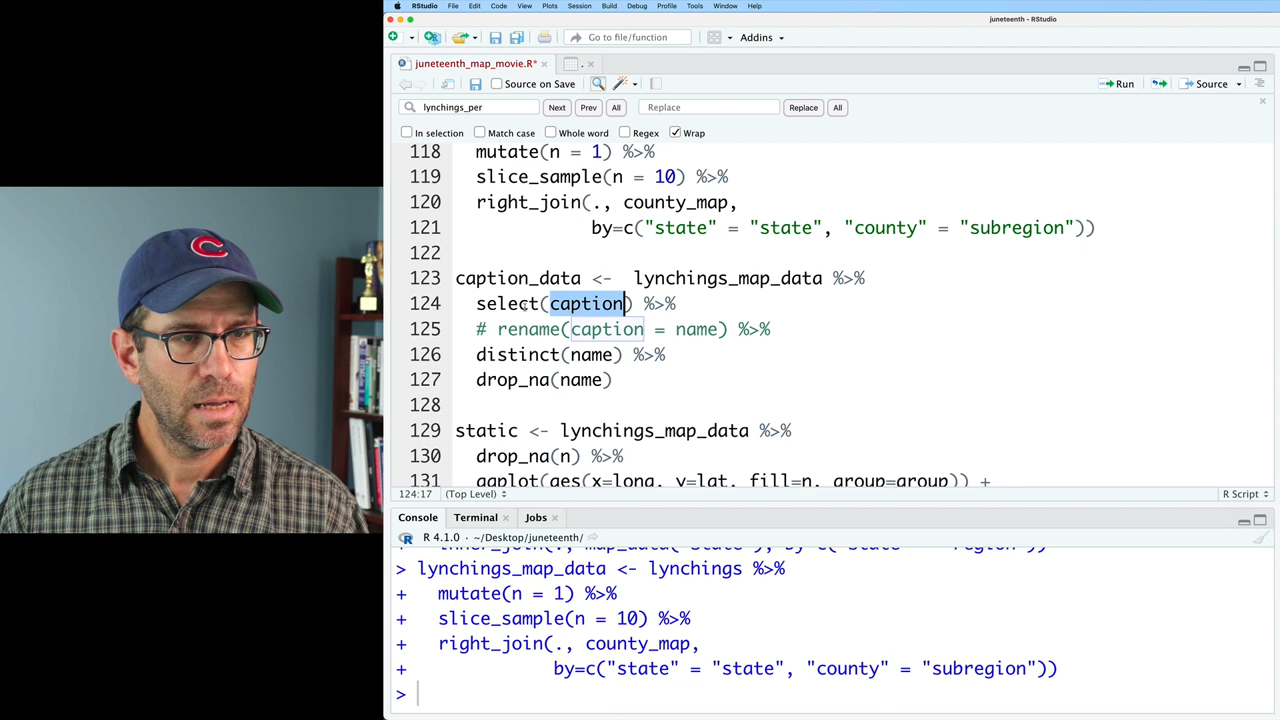 RStudio File Edit Code View Plots Session Build Debug Profile Tools Window Help
juneteenth - RStudio
Go to file/function Addins
juneteenth_map_movie.R* .
Source on Save Run Source
lynchings_per Next Prev All Replace Replace All
In selection Match case Whole word Regex Wrap
118 mutate(n = 1) %>%
119 slice_sample(n = 10) %>%
120 right_join(., county_map,
121 by=c("state" = "state", "county" = "subregion"))
122
123 caption_data <- lynchings_map_data %>%
124 select(caption) %>%
125 # rename(caption = name) %>%
126 distinct(name) %>%
127 drop_na(name)
128
129 static <- lynchings_map_data %>%
130 drop_na(n) %>%
131 ggplot(aes(x=long, y=lat, fill=n, group=group)) +
124:17 (Top Level) R Script
Console Terminal Jobs
R 4.1.0 · ~/Desktop/juneteenth/
> lynchings_map_data <- lynchings %>%
+ mutate(n = 1) %>%
+ slice_sample(n = 10) %>%
+ right_join(., county_map,
+ by=c("state" = "state", "county" = "subregion"))
>